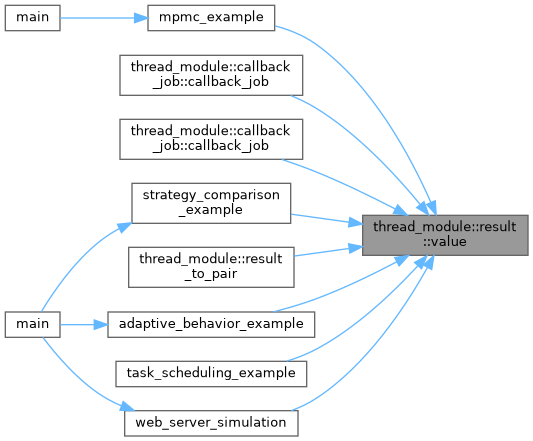 main
mpmc_example
thread_module::callback
_job::callback_job
thread_module::callback
_job::callback_job
strategy_comparison
_example
thread_module::result
::value
thread_module::result
_to_pair
main
adaptive_behavior_example
task_scheduling_example
web_server_simulation